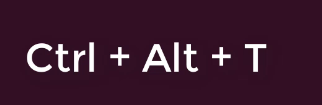 Ctrl + Alt + T